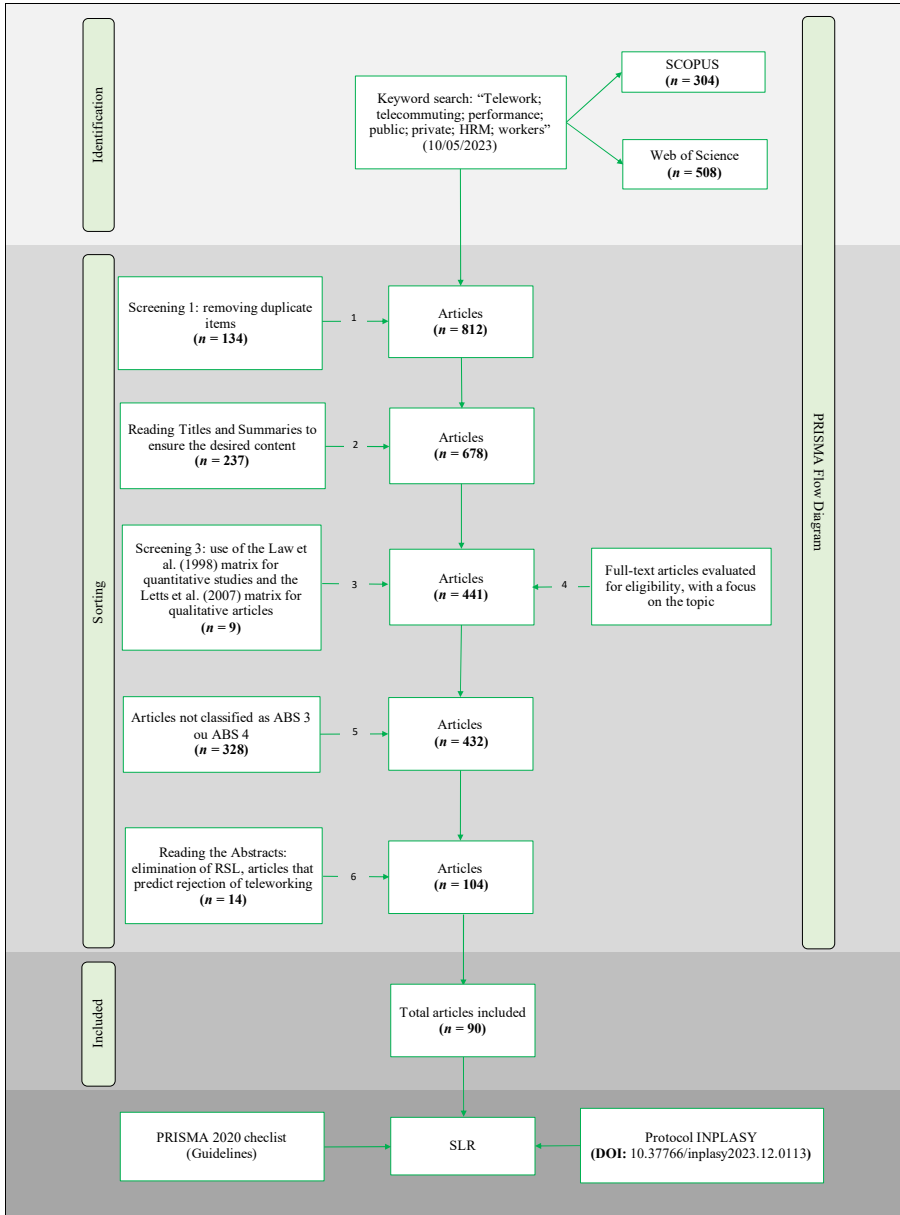 Identification
Keyword search: “Telework;
telecommuting; performance;
public; private; HRM; workers”
(10/05/2023)
SCOPUS
(n = 304)
Web of Science
(n = 508)
PRISMA Flow Diagram
Sorting
Screening 1: removing duplicate
items
(n = 134)
1
Articles
(n = 812)
Reading Titles and Summaries to
ensure the desired content
(n = 237)
2
Articles
(n = 678)
Screening 3: use of the Law et
al. (1998) matrix for
quantitative studies and the
Letts et al. (2007) matrix for
qualitative articles
(n = 9)
3
Articles
(n = 441)
4
Full-text articles evaluated
for eligibility, with a focus
on the topic
Articles not classified as ABS 3
ou ABS 4
(n = 328)
5
Articles
(n = 432)
Reading the Abstracts:
elimination of RSL, articles that
predict rejection of teleworking
(n = 14)
6
Articles
(n = 104)
Included
Total articles included
(n = 90)
PRISMA 2020 checlist
(Guidelines)
SLR
Protocol INPLASY
(DOI: 10.37766/inplasy2023.12.0113)